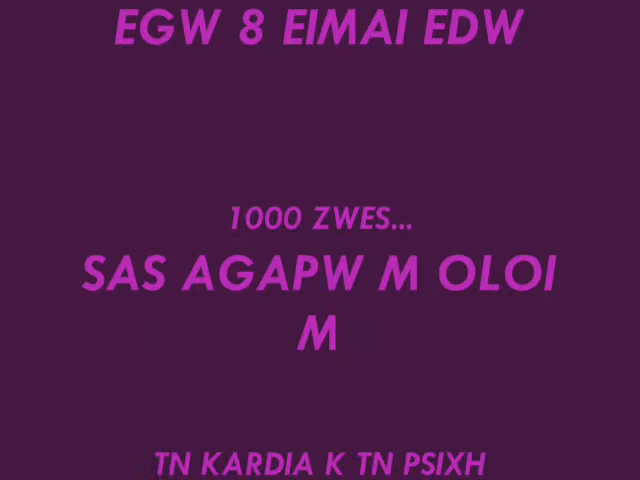 EGW 8 EIMAI EDW
1000 ZWES...
SAS AGAPW M OLOI
M
TN KARDIA K TN PSIXH